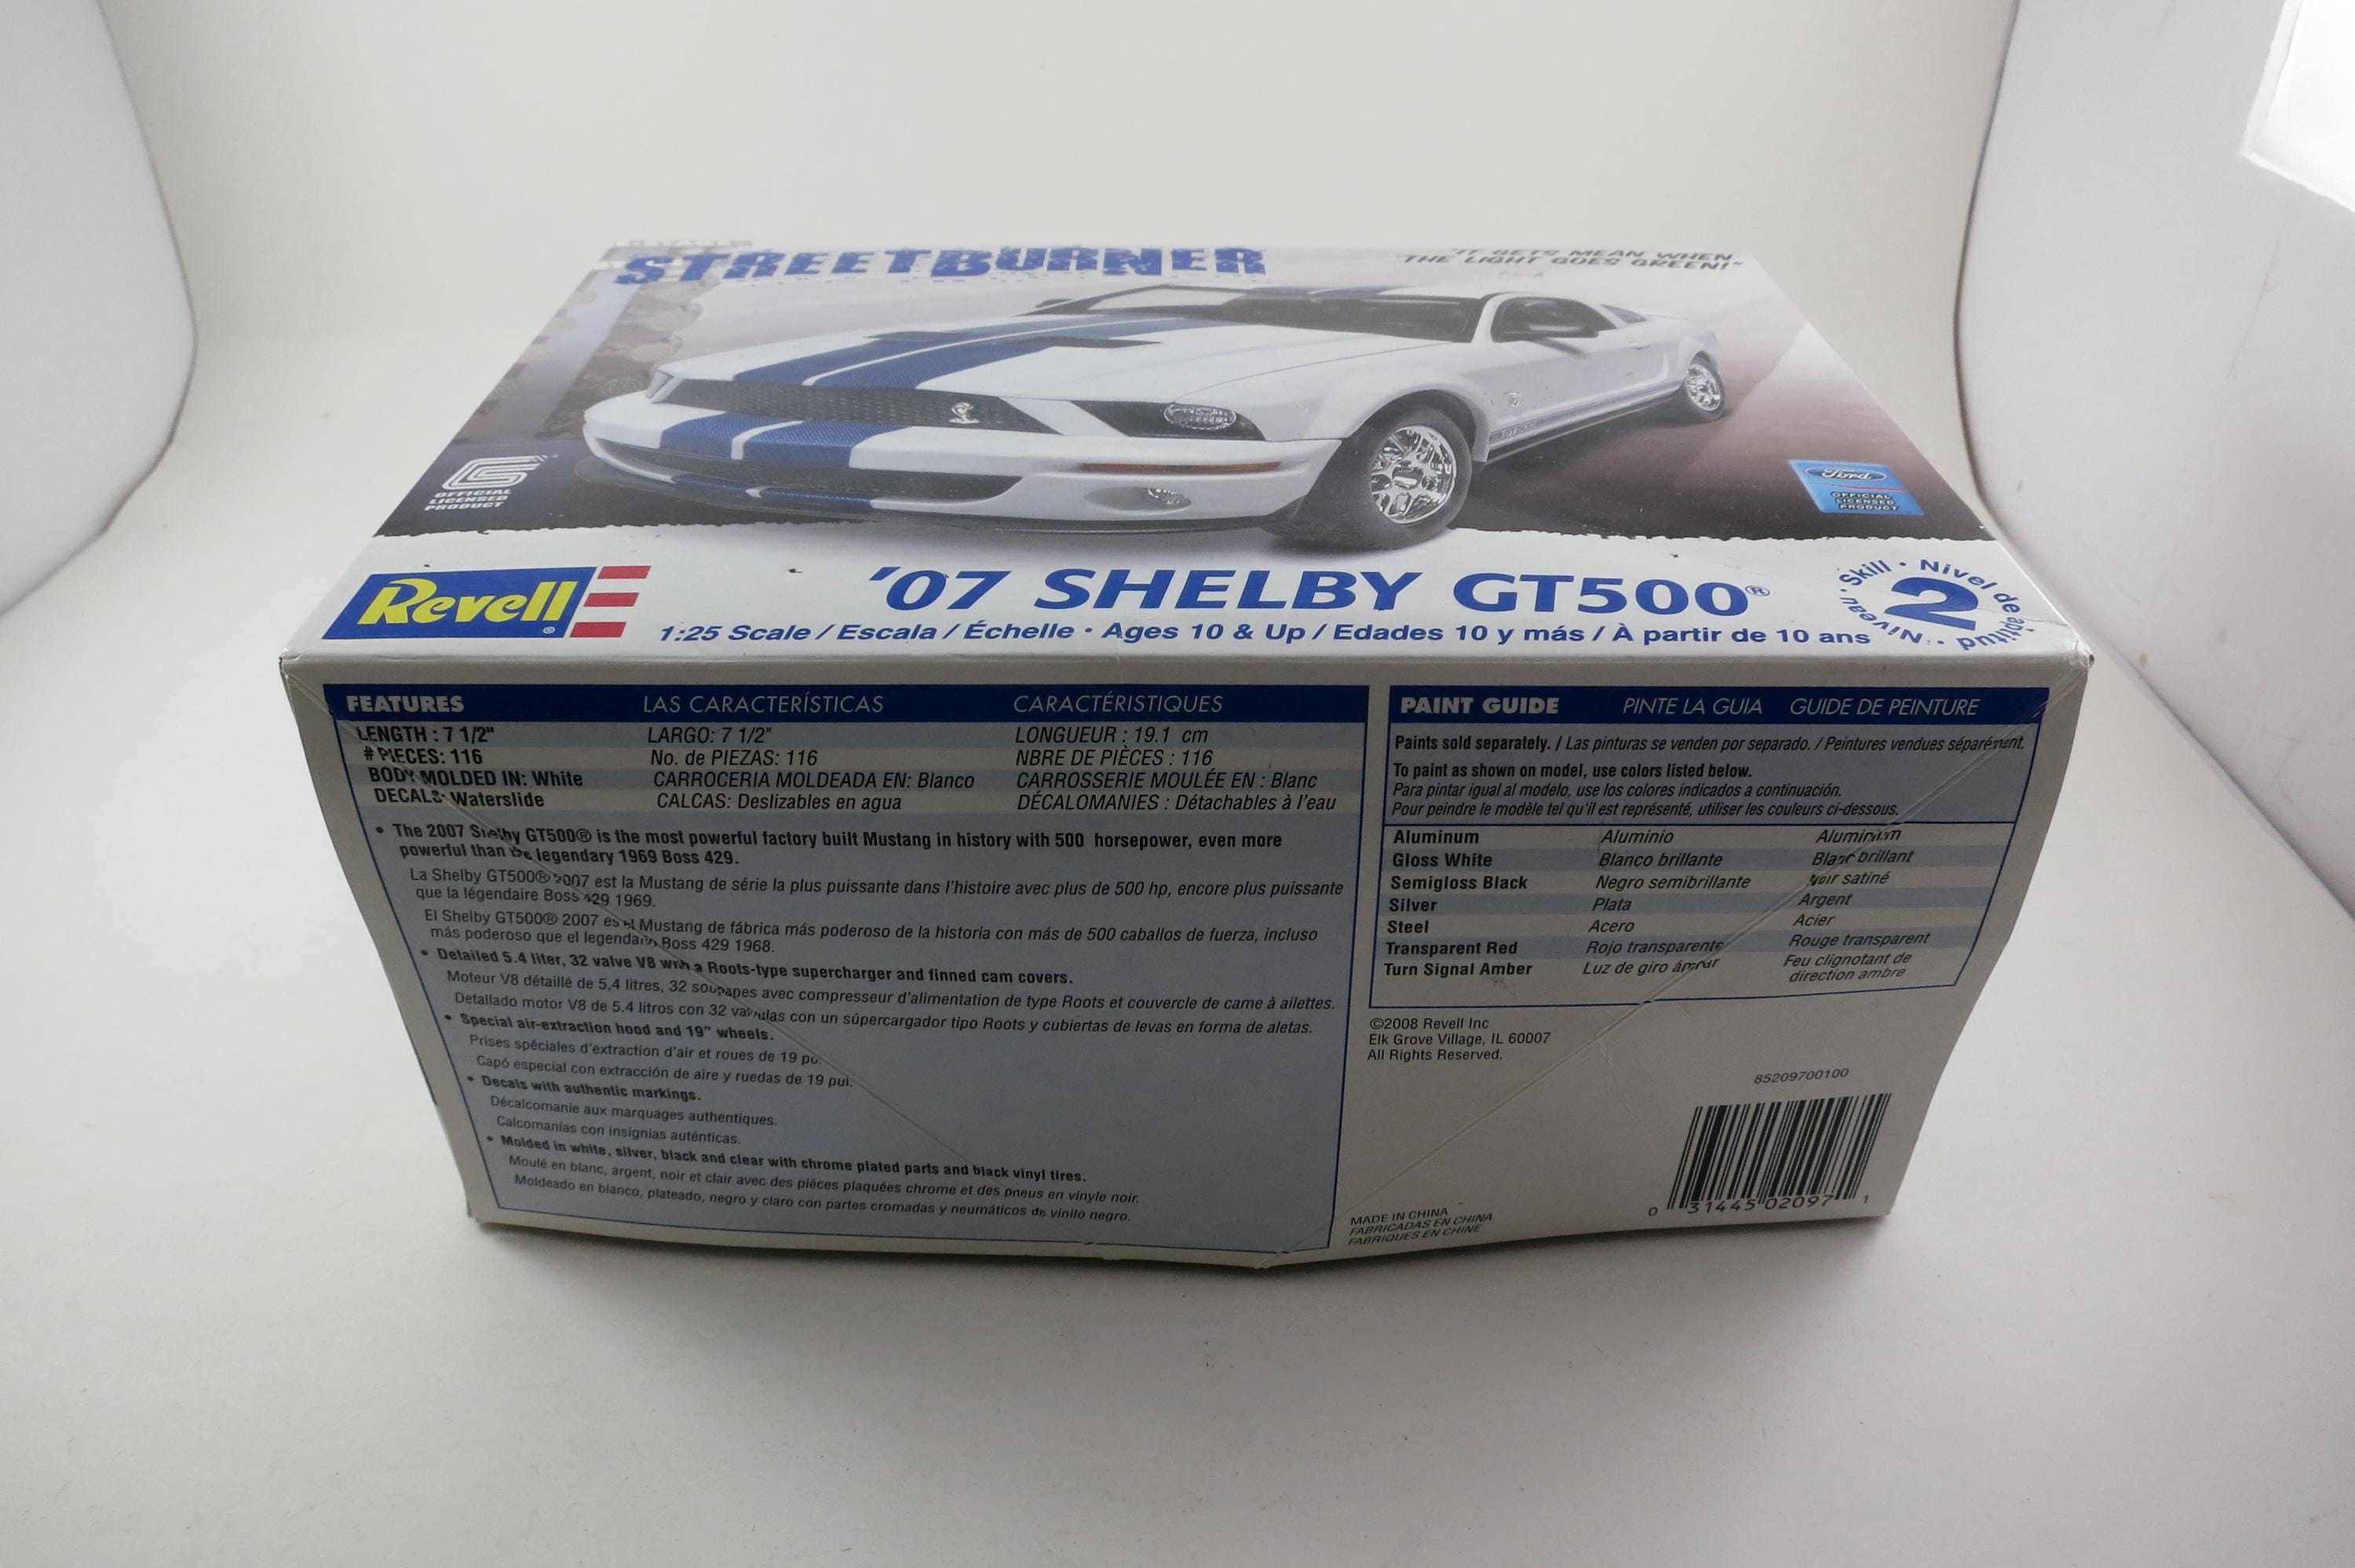 STREETBURNER
"IT GETS MEAN WHEN
THE LIGHT GOES GREEN!"
GT500
OFFICIAL
LICENSED
PRODUCT
Ford
OFFICIAL
LICENSED
PRODUCT
Revell®
'07 SHELBY GT500®
1:25 Scale / Escala / Échelle • Ages 10 & Up / Edades 10 y más / À partir de 10 ans
Skill • Nivel de aptitud • Niveau •
2
FEATURES LAS CARACTERÍSTICAS CARACTÉRISTIQUES
LENGTH : 7 1/2" LARGO: 7 1/2" LONGUEUR : 19.1 cm
# PIECES: 116 No. de PIEZAS: 116 NBRE DE PIÈCES : 116
BODY MOLDED IN: White CARROCERIA MOLDEADA EN: Blanco CARROSSERIE MOULÉE EN : Blanc
DECALS: Waterslide CALCAS: Deslizables en agua DÉCALOMANIES : Détachables à l'eau
• The 2007 Shelby GT500® is the most powerful factory built Mustang in history with 500 horsepower, even more
powerful than the legendary 1969 Boss 429.
La Shelby GT500® 2007 est la Mustang de série la plus puissante dans l'histoire avec plus de 500 hp, encore plus puissante
que la légendaire Boss 429 1969.
El Shelby GT500® 2007 es el Mustang de fábrica más poderoso de la historia con más de 500 caballos de fuerza, incluso
más poderoso que el legendario Boss 429 1968.
• Detailed 5.4 liter, 32 valve V8 with a Roots-type supercharger and finned cam covers.
Moteur V8 détaillé de 5,4 litres, 32 soupapes avec compresseur d'alimentation de type Roots et couvercle de came à ailettes.
Detallado motor V8 de 5.4 litros con 32 valvulas con un súpercargador tipo Roots y cubiertas de levas en forma de aletas.
• Special air-extraction hood and 19" wheels.
Prises spéciales d'extraction d'air et roues de 19 po.
Capó especial con extracción de aire y ruedas de 19 pul.
• Decals with authentic markings.
Décalcomanie aux marquages authentiques.
Calcomanías con insignias auténticas.
• Molded in white, silver, black and clear with chrome plated parts and black vinyl tires.
Moulé en blanc, argent, noir et clair avec des pièces plaquées chrome et des pneus en vinyle noir.
Moldeado en blanco, plateado, negro y claro con partes cromadas y neumáticos de vinilo negro.
PAINT GUIDE PINTE LA GUIA GUIDE DE PEINTURE
Paints sold separately. / Las pinturas se venden por separado. / Peintures vendues séparément.
To paint as shown on model, use colors listed below.
Para pintar igual al modelo, use los colores indicados a continuación.
Pour peindre le modèle tel qu'il est représenté, utiliser les couleurs ci-dessous.
Aluminum Aluminio Aluminium
Gloss White Blanco brillante Blanc brillant
Semigloss Black Negro semibrillante Noir satiné
Silver Plata Argent
Steel Acero Acier
Transparent Red Rojo transparente Rouge transparent
Turn Signal Amber Luz de giro ámbar Feu clignotant de
direction ambre
©2008 Revell Inc
Elk Grove Village, IL 60007
All Rights Reserved.
85209700100
0 31445 02097 1
MADE IN CHINA
FABRICADAS EN CHINA
FABRIQUES EN CHINE